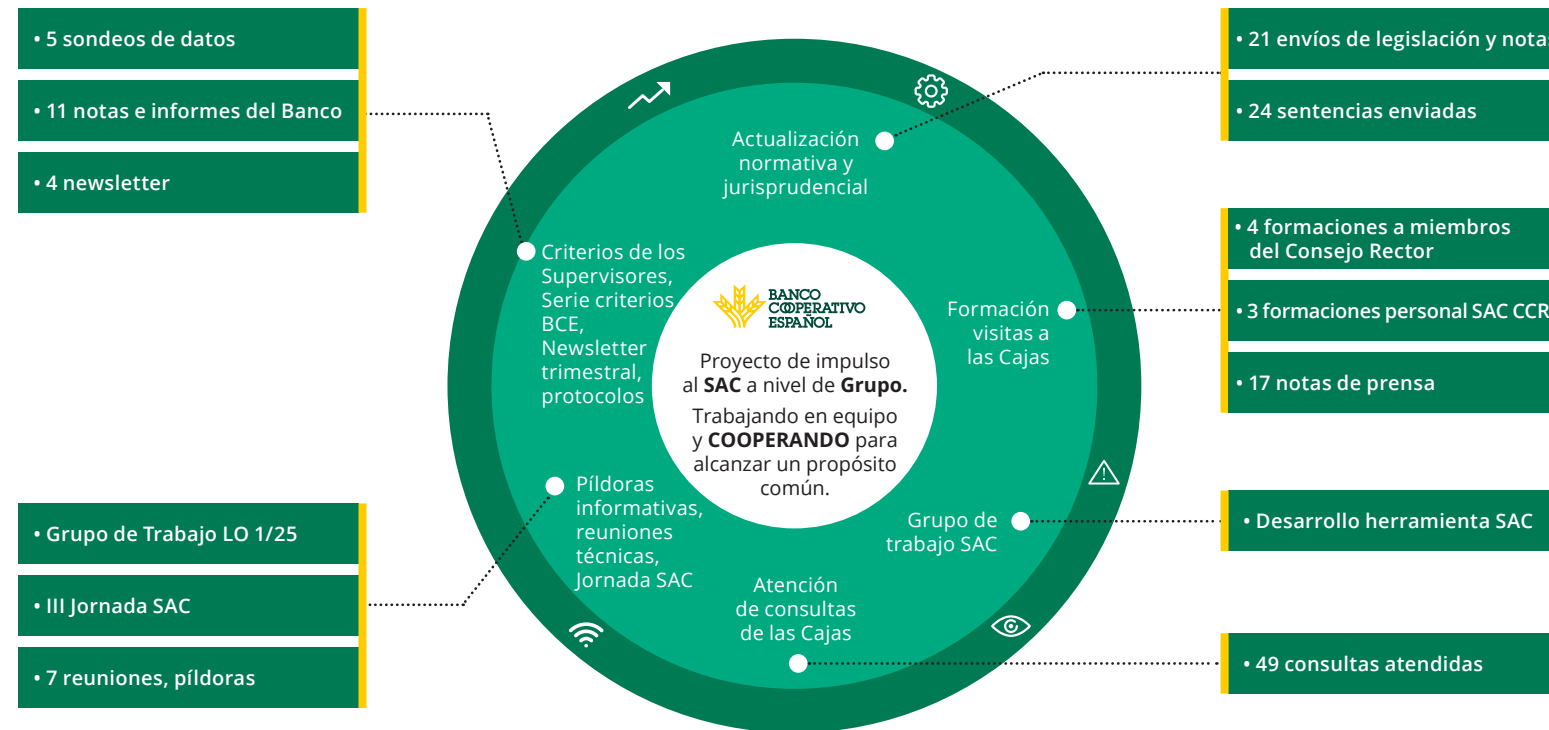 • 5 sondeos de datos
• 11 notas e informes del Banco
• 4 newsletter
• 21 envíos de legislación y notas
• 24 sentencias enviadas
Actualización
normativa y
jurisprudencial
Criterios de los
Supervisores,
Serie criterios
BCE,
Newsletter
trimestral,
protocolos
BANCO
COOPERATIVO
ESPAÑOL
Proyecto de impulso
al SAC a nivel de Grupo.
Trabajando en equipo
y COOPERANDO para
alcanzar un propósito
común.
Formación
visitas a
las Cajas
• 4 formaciones a miembros
del Consejo Rector
• 3 formaciones personal SAC CCR
• 17 notas de prensa
• Grupo de Trabajo LO 1/25
• III Jornada SAC
• 7 reuniones, píldoras
Píldoras
informativas,
reuniones
técnicas,
Jornada SAC
Atención
de consultas
de las Cajas
Grupo de
trabajo SAC
• Desarrollo herramienta SAC
• 49 consultas atendidas